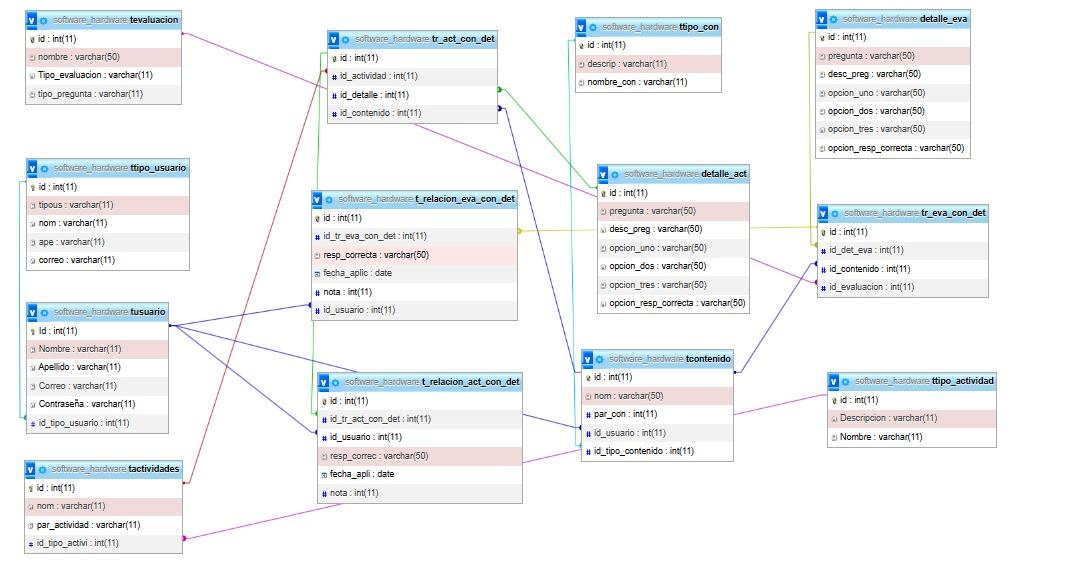 software_hardware tevaluacion
id : int(11)
nombre : varchar(50)
Tipo_evaluacion : varchar(11)
tipo_pregunta : varchar(11)
software_hardware tr_act_con_det
id : int(11)
id_actividad : int(11)
id_detalle : int(11)
id_contenido : int(11)
software_hardware ttipo_con
id : int(11)
descrip : varchar(11)
nombre_con : varchar(11)
software_hardware detalle_eva
id : int(11)
pregunta : varchar(50)
desc_preg : varchar(50)
opcion_uno : varchar(50)
opcion_dos : varchar(50)
opcion_tres : varchar(50)
opcion_resp_correcta : varchar(50)
software_hardware ttipo_usuario
id : int(11)
tipous : varchar(11)
nom : varchar(11)
ape : varchar(11)
correo : varchar(11)
software_hardware t_relacion_eva_con_det
id : int(11)
id_tr_eva_con_det : int(11)
resp_correcta : varchar(50)
fecha_aplic : date
nota : int(11)
id_usuario : int(11)
software_hardware detalle_act
id : int(11)
pregunta : varchar(50)
desc_preg : varchar(50)
opcion_uno : varchar(50)
opcion_dos : varchar(50)
opcion_tres : varchar(50)
opcion_resp_correcta : varchar(50)
software_hardware tr_eva_con_det
id : int(11)
id_det_eva : int(11)
id_contenido : int(11)
id_evaluacion : int(11)
software_hardware tusuario
Id : int(11)
Nombre : varchar(11)
Apellido : varchar(11)
Correo : varchar(11)
Contraseña : varchar(11)
id_tipo_usuario : int(11)
software_hardware t_relacion_act_con_det
id : int(11)
id_tr_act_con_det : int(11)
id_usuario : int(11)
resp_correc : varchar(50)
fecha_apli : date
nota : int(11)
software_hardware tcontenido
id : int(11)
nom : varchar(50)
par_con : int(11)
id_usuario : int(11)
id_tipo_contenido : int(11)
software_hardware ttipo_actividad
id : int(11)
Descripcion : varchar(11)
Nombre : varchar(11)
software_hardware tactividades
id : int(11)
nom : varchar(11)
par_actividad : varchar(11)
id_tipo_activi : int(11)